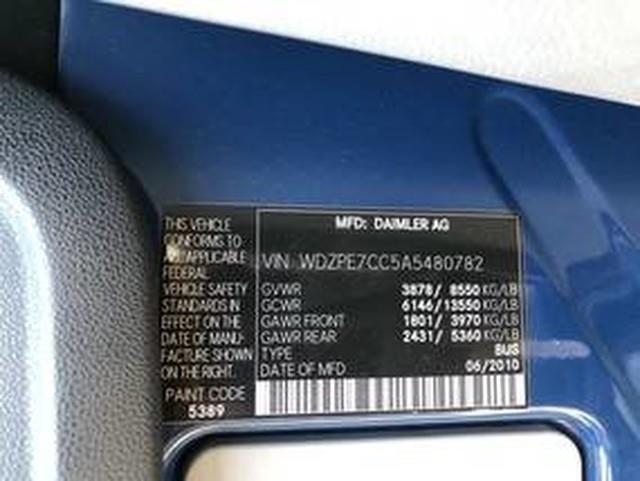 THIS VEHICLE
CONFORMS TO
ALL APPLICABLE
FEDERAL
VEHICLE SAFETY
STANDARDS IN
EFFECT ON THE
DATE OF MANU-
FACTURE SHOWN
ON THE RIGHT.
PAINT CODE
5389
MFD: DAIMLER AG
VIN WDZPE7CC5A5480782
GVWR 3878/ 8550 KG/LB
GCWR 6146/13550 KG/LB
GAWR FRONT 1801/ 3970 KG/LB
GAWR REAR 2431/ 5360 KG/LB
TYPE BUS
DATE OF MFD 06/2010